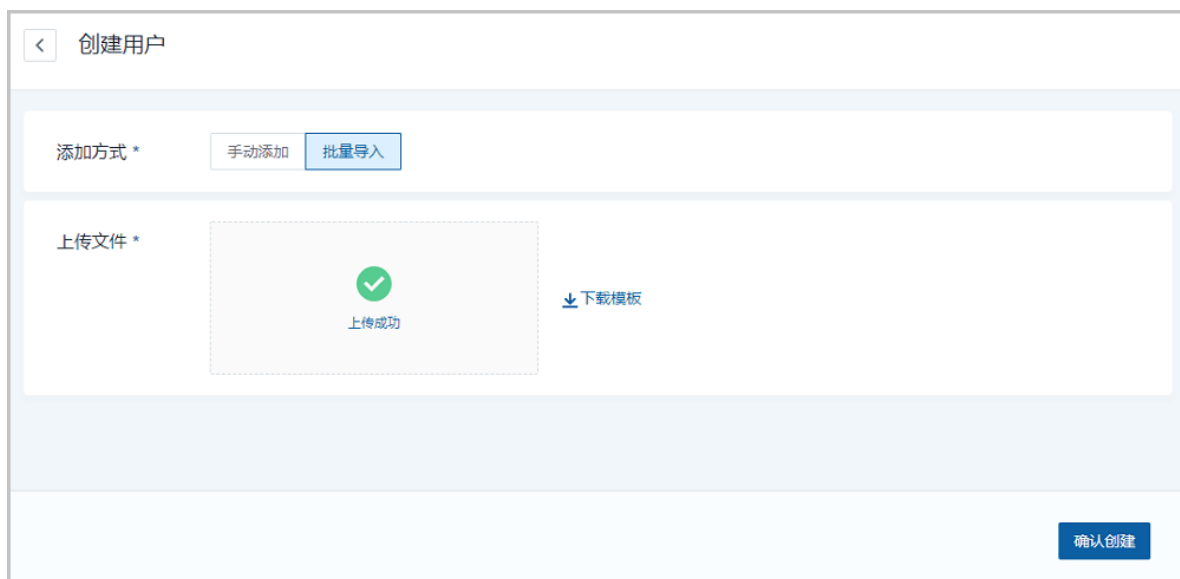 创建用户
添加方式 * 手动添加 批量导入
上传文件 *
下载模板
上传成功
确认创建